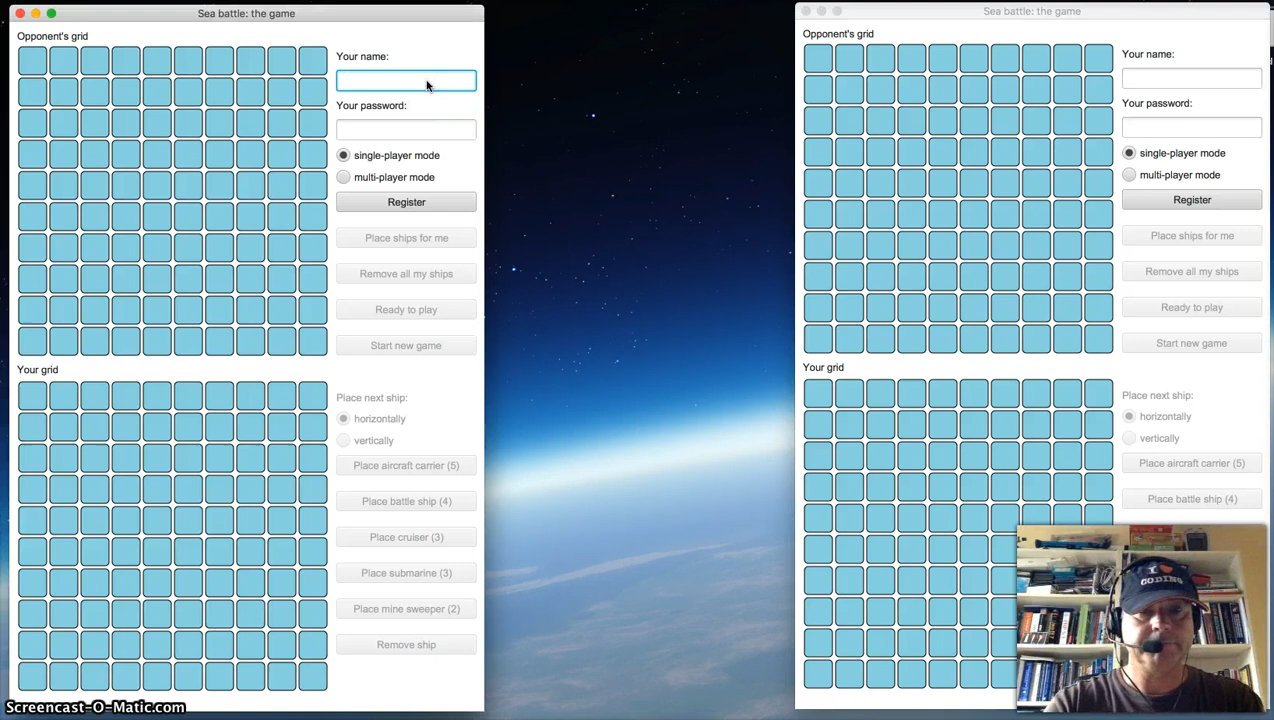 Sea battle: the game
Opponent's grid
Your name:
Your password:
single-player mode
multi-player mode
Register
Place ships for me
Remove all my ships
Ready to play
Start new game
Your grid
Place next ship:
horizontally
vertically
Place aircraft carrier (5)
Place battle ship (4)
Place cruiser (3)
Place submarine (3)
Place mine sweeper (2)
Remove ship
Sea battle: the game
Opponent's grid
Your name:
Your password:
single-player mode
multi-player mode
Register
Place ships for me
Remove all my ships
Ready to play
Start new game
Your grid
Place next ship:
horizontally
vertically
Place aircraft carrier (5)
Place battle ship (4)
I
CODING
Screencast-O-Matic.com